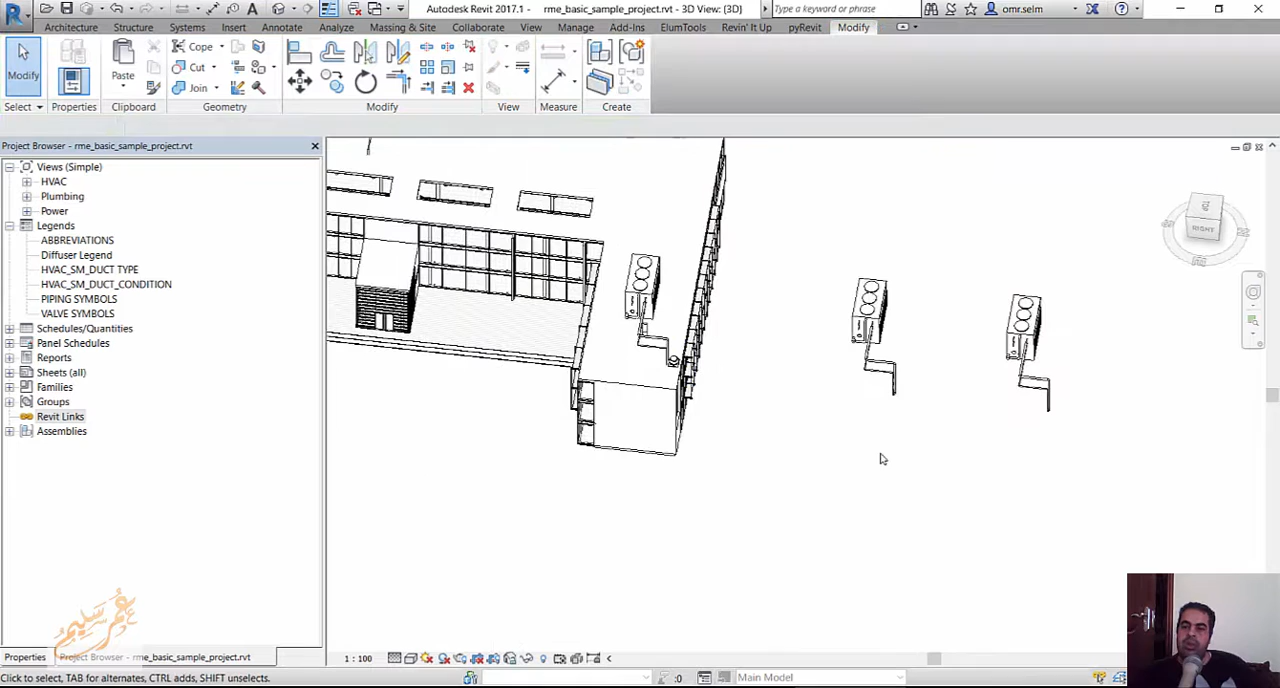 Autodesk Revit 2017.1 - rme_basic_sample_project.rvt - 3D View: {3D}
Type a keyword or phrase
omr.selm
Architecture Structure Systems Insert Annotate Analyze Massing & Site Collaborate View Manage Add-Ins ElumTools Revin' It Up pyRevit Modify
Modify
Paste
Cope
Cut
Join
Select Properties Clipboard Geometry Modify View Measure Create
Project Browser - rme_basic_sample_project.rvt
Views (Simple)
HVAC
Plumbing
Power
Legends
ABBREVIATIONS
Diffuser Legend
HVAC_SM_DUCT TYPE
HVAC_SM_DUCT_CONDITION
PIPING SYMBOLS
VALVE SYMBOLS
Schedules/Quantities
Panel Schedules
Reports
Sheets (all)
Families
Groups
Revit Links
Assemblies
TOP
RIGHT
عمر سليم
Properties
Project Browser - rme_basic_sample_project.rvt
1 : 100
Click to select, TAB for alternates, CTRL adds, SHIFT unselects.
:0
Main Model